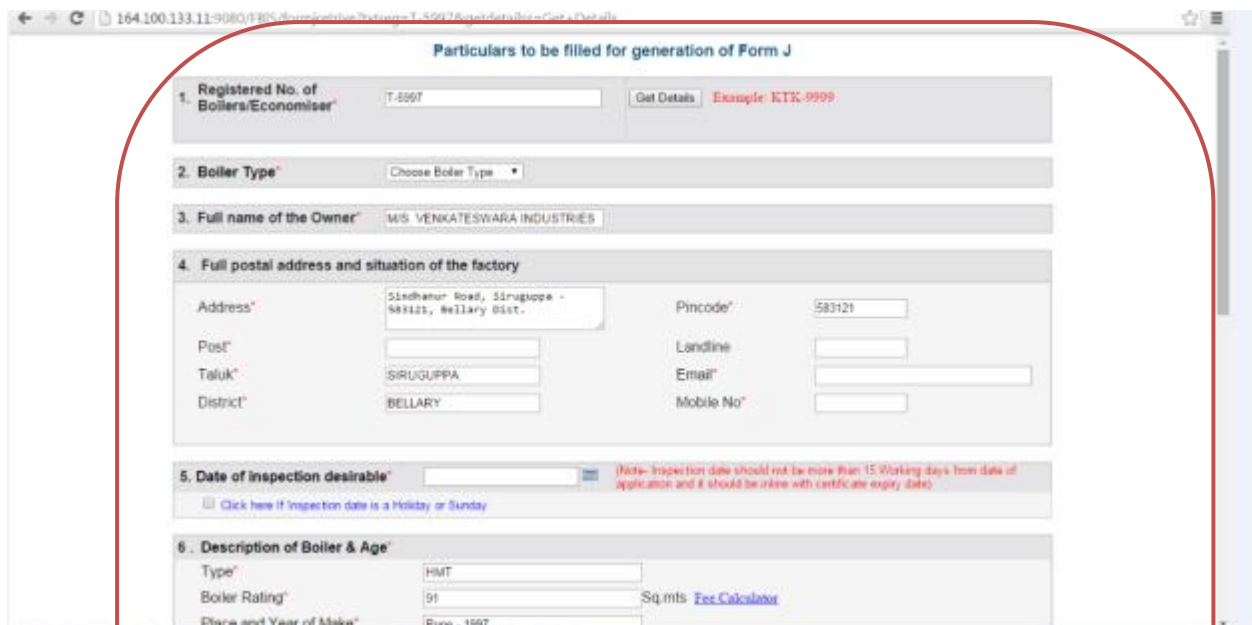 164.100.133.11:9080/FBIS/formjretrive?txtreg=T-5997&getdetails=Get+Details
Particulars to be filled for generation of Form J
1. Registered No. of
Boilers/Economiser*
T-5997
Get Details Example: KTK-9999
2. Boiler Type* Choose Boiler Type
3. Full name of the Owner* M/S. VENKATESWARA INDUSTRIES
4. Full postal address and situation of the factory
Address* Sindhanur Road, Siruguppa -
583121, Bellary Dist.
Pincode* 583121
Post* Landline
Taluk* SIRUGUPPA Email*
District* BELLARY Mobile No*
5. Date of inspection desirable* (Note- Inspection date should not be more than 15 Working days from date of
application and it should be inline with certificate expiry date)
Click here If Inspection date is a Holiday or Sunday
6 . Description of Boiler & Age*
Type* HMT
Boiler Rating* 91 Sq.mts Fee Calculator
Place and Year of Make* Pune - 1997